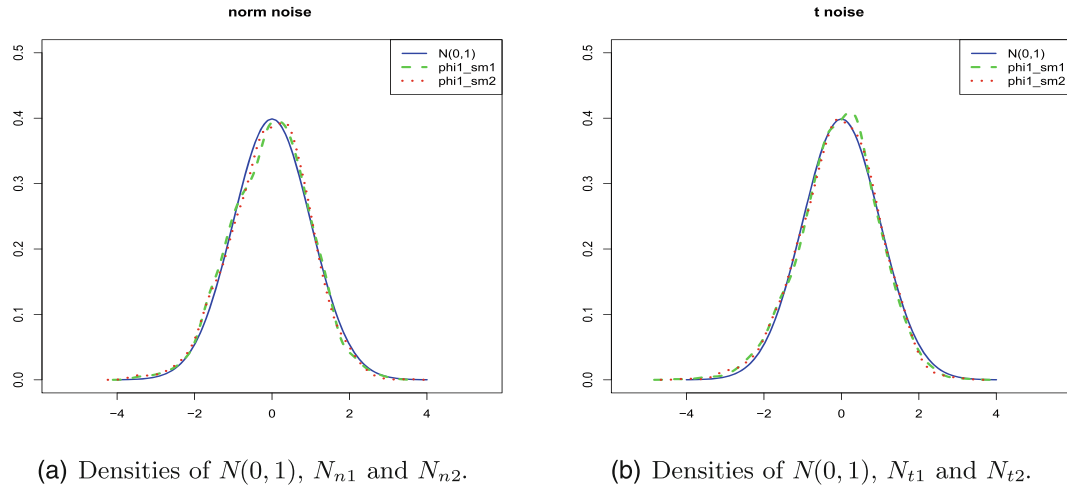 norm noise
0.5
0.4
0.3
0.2
0.1
0.0
−4 −2 0 2 4
N(0,1)
phi1_sm1
phi1_sm2
(a) Densities of N(0, 1), N_{n1} and N_{n2}.
t noise
0.5
0.4
0.3
0.2
0.1
0.0
−4 −2 0 2 4
N(0,1)
phi1_sm1
phi1_sm2
(b) Densities of N(0, 1), N_{t1} and N_{t2}.